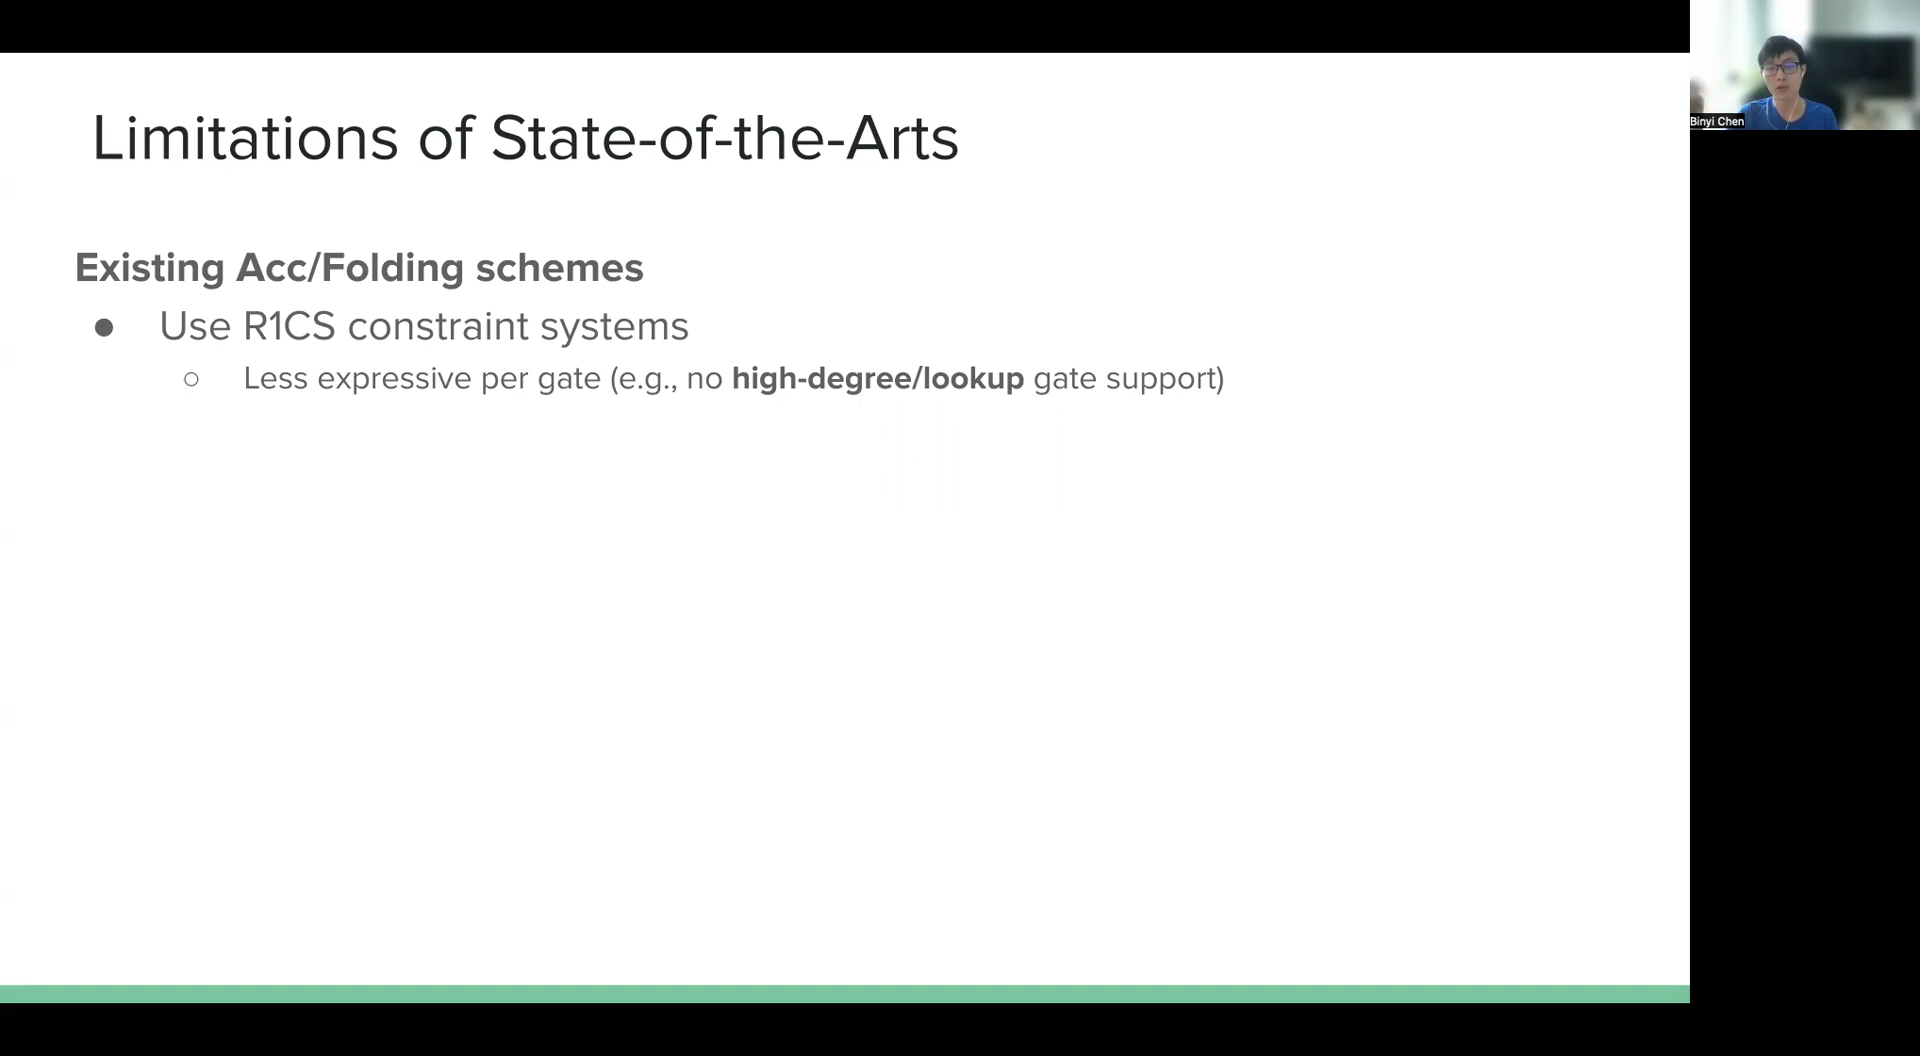 Limitations of State-of-the-Arts
Binyi Chen
Existing Acc/Folding schemes
● Use R1CS constraint systems
○ Less expressive per gate (e.g., no high-degree/lookup gate support)